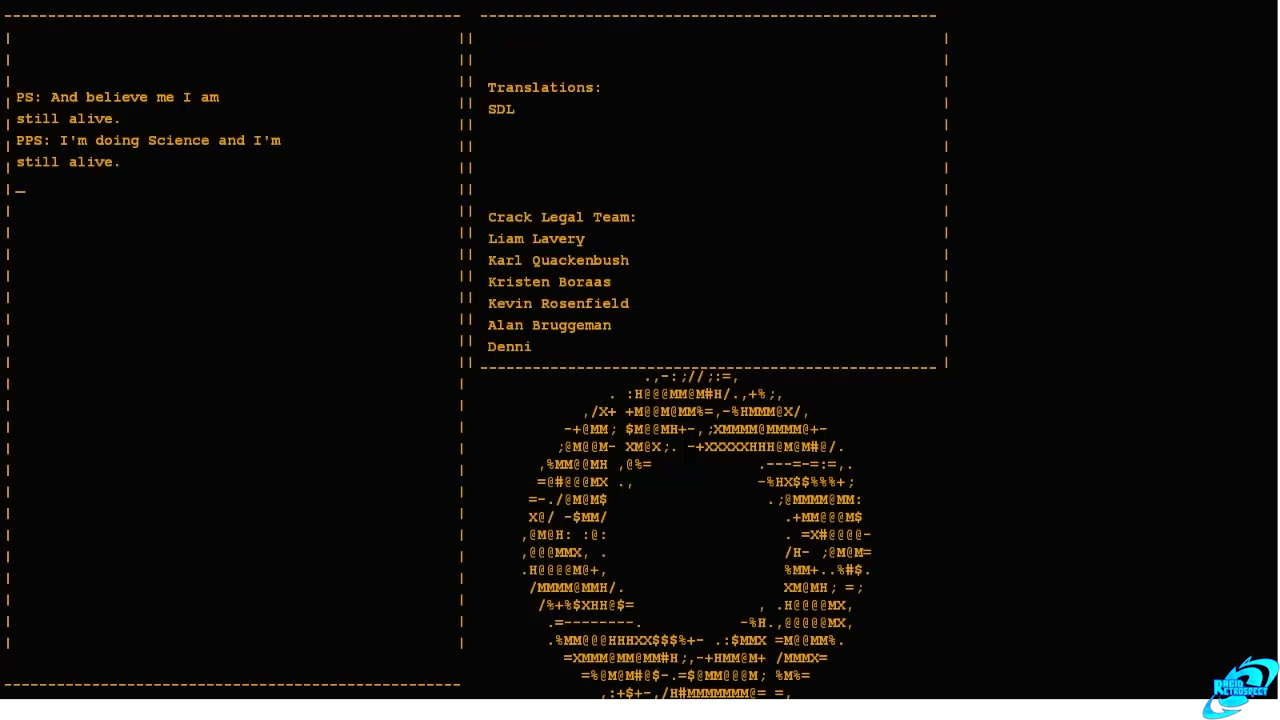 PS: And believe me I am
still alive.
PPS: I'm doing Science and I'm
still alive.
_
Translations:
SDL
Crack Legal Team:
Liam Lavery
Karl Quackenbush
Kristen Boraas
Kevin Rosenfield
Alan Bruggeman
Denni
RETROSPECT